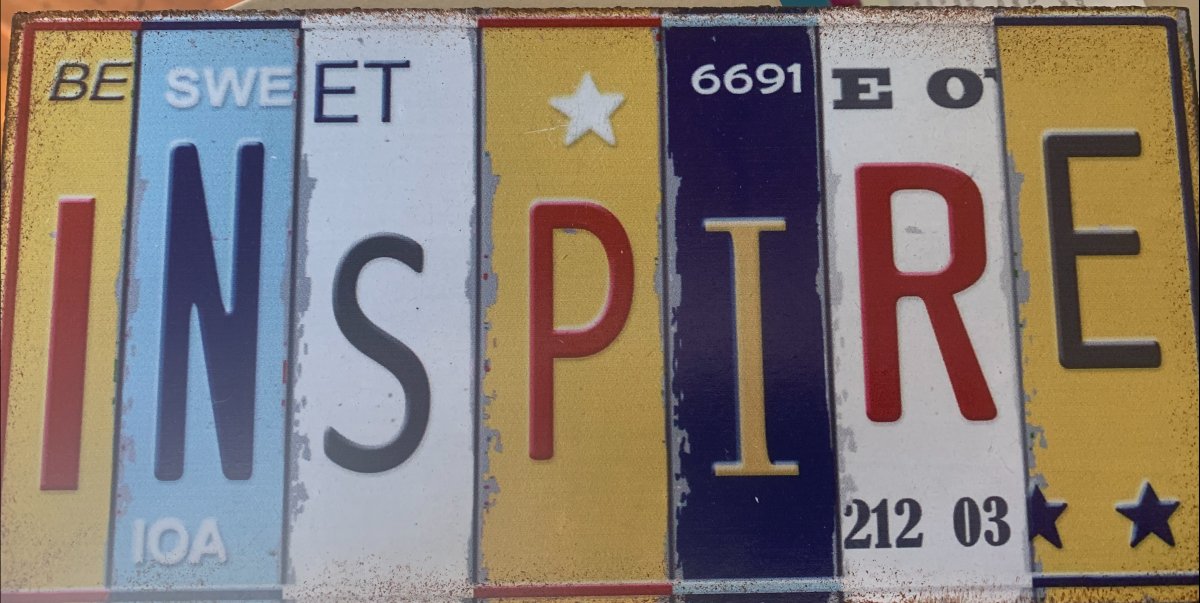 BE SWEET 6691 E O
INSPIRE
IOA 212 03